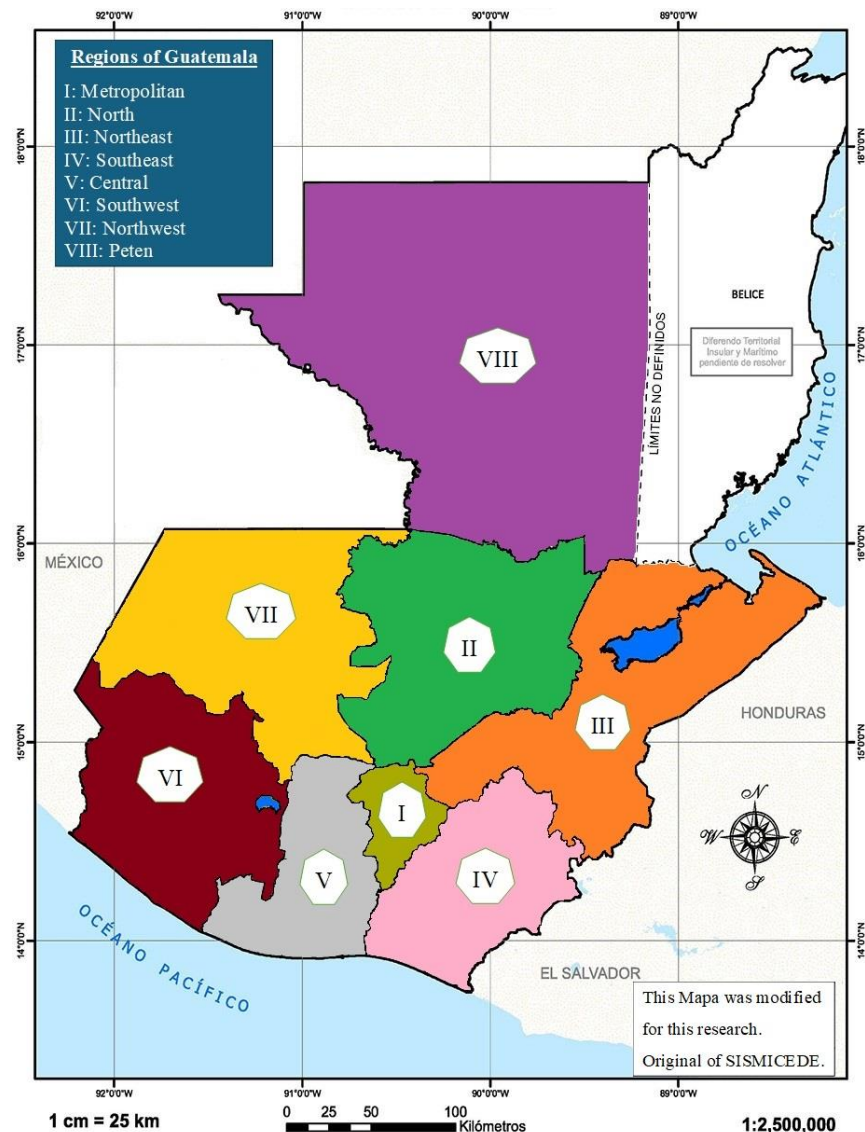 92°0'0"W 91°0'0"W 90°0'0"W 89°0'0"W
Regions of Guatemala
I: Metropolitan
II: North
III: Northeast
IV: Southeast
V: Central
VI: Southwest
VII: Northwest
VIII: Peten
18°0'0"N 18°0'0"N
17°0'0"N 17°0'0"N
16°0'0"N 16°0'0"N
15°0'0"N 15°0'0"N
14°0'0"N 14°0'0"N
BELICE
Diferendo Territorial
Insular y Marítimo
pendiente de resolver
LÍMITES NO DEFINIDOS
OCÉANO ATLÁNTICO
VIII
MÉXICO
VII
II
III
HONDURAS
VI
I
V
IV
N
W E
S
OCÉANO PACÍFICO
EL SALVADOR
This Mapa was modified
for this research.
Original of SISMICEDE.
92°0'0"W 91°0'0"W 90°0'0"W 89°0'0"W
1 cm = 25 km
0 25 50 100
Kilómetros
1:2,500,000